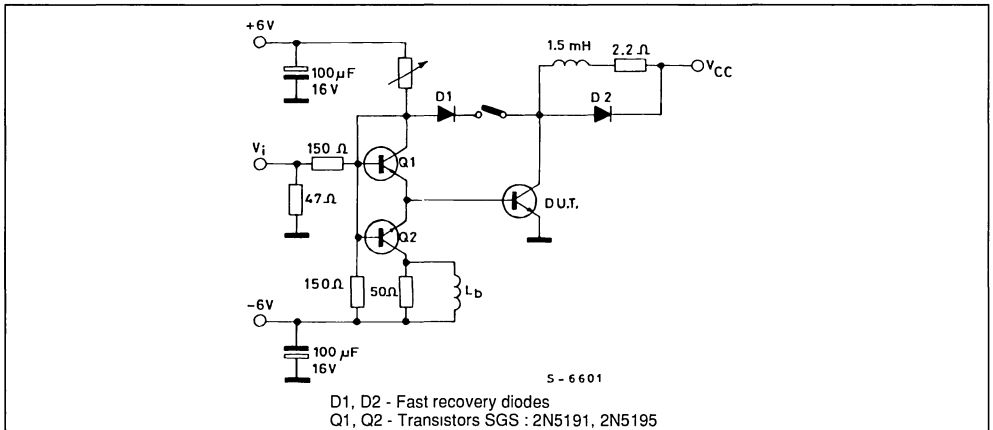 +6V
100µF
16V
1.5 mH
2.2 Ω
VCC
D1
D2
Vi
150 Ω
Q1
47Ω
D.U.T.
Q2
150Ω
50Ω
Lb
-6V
100 µF
16V
S - 6601
D1, D2 - Fast recovery diodes
Q1, Q2 - Transistors SGS : 2N5191, 2N5195